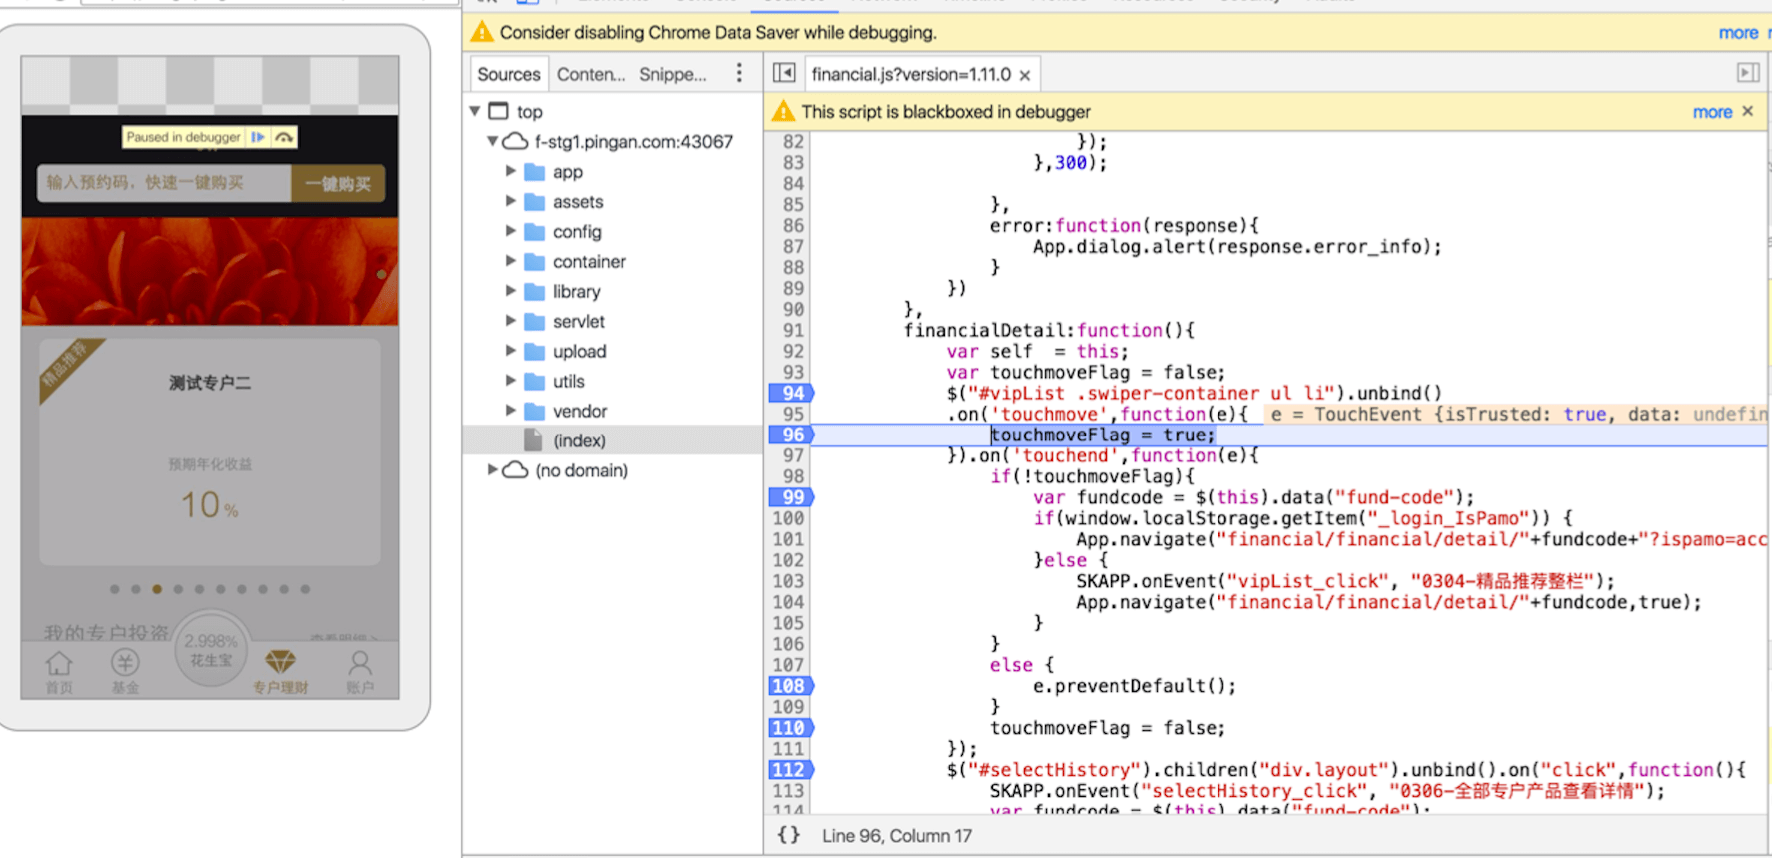 Consider disabling Chrome Data Saver while debugging.
more
Sources Conten... Snippe...
financial.js?version=1.11.0
This script is blackboxed in debugger
more
top
f-stg1.pingan.com:43067
app
assets
config
container
library
servlet
upload
utils
vendor
(index)
(no domain)
Paused in debugger
输入预约码，快速一键购买
一键购买
精品推荐
测试专户二
预期年化收益
10 %
我的专户投资
查看明细 >
2.998%
花生宝
首页
基金
专户理财
账户
82 });
83 },300);
84
85 },
86 error:function(response){
87 App.dialog.alert(response.error_info);
88 }
89 })
90 },
91 financialDetail:function(){
92 var self = this;
93 var touchmoveFlag = false;
94 $("#vipList .swiper-container ul li").unbind()
95 .on('touchmove',function(e){ e = TouchEvent {isTrusted: true, data: undefin
96 touchmoveFlag = true;
97 }).on('touchend',function(e){
98 if(!touchmoveFlag){
99 var fundcode = $(this).data("fund-code");
100 if(window.localStorage.getItem("_login_IsPamo")) {
101 App.navigate("financial/financial/detail/"+fundcode+"?ispamo=acc
102 }else {
103 SKAPP.onEvent("vipList_click", "0304-精品推荐整栏");
104 App.navigate("financial/financial/detail/"+fundcode,true);
105 }
106 }
107 else {
108 e.preventDefault();
109 }
110 touchmoveFlag = false;
111 });
112 $("#selectHistory").children("div.layout").unbind().on("click",function(){
113 SKAPP.onEvent("selectHistory_click", "0306-全部专户产品查看详情");
114 var fundcode = $(this).data("fund-code");
{} Line 96, Column 17